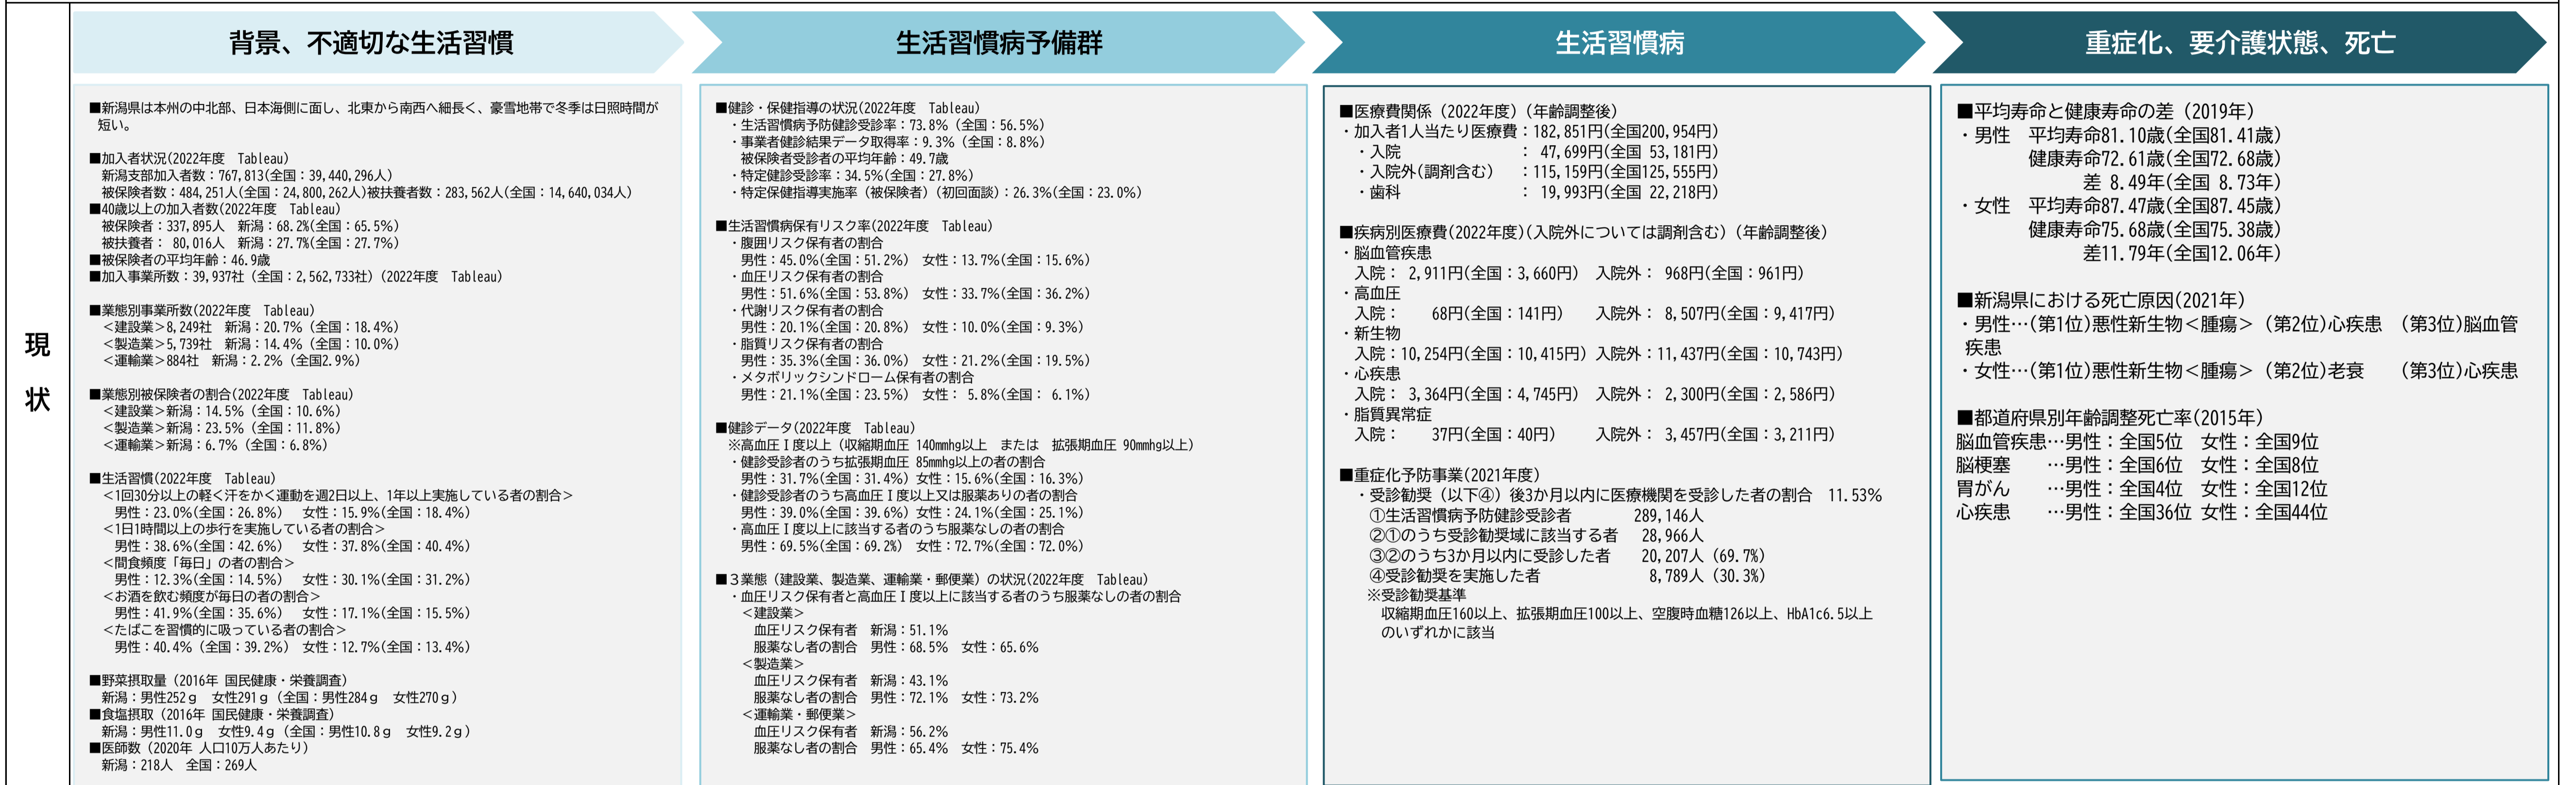 現状
背景、不適切な生活習慣
■新潟県は本州の中北部、日本海側に面し、北東から南西へ細長く、豪雪地帯で冬季は日照時間が
短い。
■加入者状況(2022年度　Tableau)
新潟支部加入者数：767,813(全国：39,440,296人)
被保険者数：484,251人(全国：24,800,262人)被扶養者数：283,562人(全国：14,640,034人)
■40歳以上の加入者数(2022年度　Tableau)
被保険者：337,895人　新潟：68.2%(全国：65.5%)
被扶養者： 80,016人　新潟：27.7%(全国：27.7%)
■被保険者の平均年齢：46.9歳
■加入事業所数：39,937社（全国：2,562,733社）(2022年度　Tableau)
■業態別事業所数(2022年度　Tableau)
＜建設業＞8,249社　新潟：20.7%（全国：18.4%）
＜製造業＞5,739社　新潟：14.4%（全国：10.0%）
＜運輸業＞884社　新潟：2.2%（全国2.9%）
■業態別被保険者の割合(2022年度　Tableau)
＜建設業＞新潟：14.5%（全国：10.6%）
＜製造業＞新潟：23.5%（全国：11.8%）
＜運輸業＞新潟：6.7%（全国：6.8%）
■生活習慣(2022年度　Tableau)
＜1回30分以上の軽く汗をかく運動を週2日以上、1年以上実施している者の割合＞
男性：23.0%(全国：26.8%)　女性：15.9%(全国：18.4%)
＜1日1時間以上の歩行を実施している者の割合＞
男性：38.6%(全国：42.6%)　女性：37.8%(全国：40.4%)
＜間食頻度「毎日」の者の割合＞
男性：12.3%(全国：14.5%)　女性：30.1%(全国：31.2%)
＜お酒を飲む頻度が毎日の者の割合＞
男性：41.9%(全国：35.6%)　女性：17.1%(全国：15.5%)
＜たばこを習慣的に吸っている者の割合＞
男性：40.4%（全国：39.2%）　女性：12.7%(全国：13.4%)
■野菜摂取量（2016年 国民健康・栄養調査）
新潟：男性252ｇ　女性291ｇ（全国：男性284ｇ　女性270ｇ）
■食塩摂取（2016年 国民健康・栄養調査）
新潟：男性11.0ｇ　女性9.4ｇ（全国：男性10.8ｇ　女性9.2ｇ）
■医師数（2020年 人口10万人あたり）
新潟：218人　全国：269人
生活習慣病予備群
■健診・保健指導の状況(2022年度　Tableau)
・生活習慣病予防健診受診率：73.8%（全国：56.5%）
・事業者健診結果データ取得率：9.3%（全国：8.8%）
被保険者受診者の平均年齢：49.7歳
・特定健診受診率：34.5%(全国：27.8%)
・特定保健指導実施率（被保険者）（初回面談）：26.3%(全国：23.0%)
■生活習慣病保有リスク率(2022年度　Tableau)
・腹囲リスク保有者の割合
男性：45.0%(全国：51.2%)　女性：13.7%(全国：15.6%)
・血圧リスク保有者の割合
男性：51.6%(全国：53.8%)　女性：33.7%(全国：36.2%)
・代謝リスク保有者の割合
男性：20.1%(全国：20.8%)　女性：10.0%(全国：9.3%)
・脂質リスク保有者の割合
男性：35.3%(全国：36.0%)　女性：21.2%(全国：19.5%)
・メタボリックシンドローム保有者の割合
男性：21.1%(全国：23.5%)　女性： 5.8%(全国： 6.1%)
■健診データ(2022年度　Tableau)
※高血圧Ⅰ度以上（収縮期血圧 140mmhg以上　または　拡張期血圧 90mmhg以上）
・健診受診者のうち拡張期血圧 85mmhg以上の者の割合
男性：31.7%(全国：31.4%) 女性：15.6%(全国：16.3%)
・健診受診者のうち高血圧Ⅰ度以上又は服薬ありの者の割合
男性：39.0%(全国：39.6%) 女性：24.1%(全国：25.1%)
・高血圧Ⅰ度以上に該当する者のうち服薬なしの者の割合
男性：69.5%(全国：69.2%)　女性：72.7%(全国：72.0%)
■３業態（建設業、製造業、運輸業・郵便業）の状況(2022年度　Tableau)
・血圧リスク保有者と高血圧Ⅰ度以上に該当する者のうち服薬なしの者の割合
＜建設業＞
血圧リスク保有者　新潟：51.1%
服薬なし者の割合　男性：68.5%　女性：65.6%
＜製造業＞
血圧リスク保有者　新潟：43.1%
服薬なし者の割合　男性：72.1%　女性：73.2%
＜運輸業・郵便業＞
血圧リスク保有者　新潟：56.2%
服薬なし者の割合　男性：65.4%　女性：75.4%
生活習慣病
■医療費関係（2022年度）(年齢調整後)
・加入者1人当たり医療費：182,851円(全国200,954円)
・入院　： 47,699円(全国 53,181円)
・入院外(調剤含む)　：115,159円(全国125,555円)
・歯科　： 19,993円(全国 22,218円)
■疾病別医療費(2022年度)(入院外については調剤含む)（年齢調整後）
・脳血管疾患
入院： 2,911円(全国：3,660円)　入院外： 968円(全国：961円)
・高血圧
入院：　68円(全国：141円)　入院外： 8,507円(全国：9,417円)
・新生物
入院：10,254円(全国：10,415円) 入院外：11,437円(全国：10,743円)
・心疾患
入院： 3,364円(全国：4,745円)　入院外： 2,300円(全国：2,586円)
・脂質異常症
入院：　37円(全国：40円)　入院外： 3,457円(全国：3,211円)
■重症化予防事業(2021年度)
・受診勧奨（以下④）後3か月以内に医療機関を受診した者の割合　11.53%
①生活習慣病予防健診受診者　289,146人
②①のうち受診勧奨域に該当する者　28,966人
③②のうち3か月以内に受診した者　20,207人（69.7%）
④受診勧奨を実施した者　8,789人（30.3%）
※受診勧奨基準
収縮期血圧160以上、拡張期血圧100以上、空腹時血糖126以上、HbA1c6.5以上
のいずれかに該当
重症化、要介護状態、死亡
■平均寿命と健康寿命の差（2019年）
・男性　平均寿命81.10歳(全国81.41歳)
健康寿命72.61歳(全国72.68歳)
差 8.49年(全国 8.73年)
・女性　平均寿命87.47歳(全国87.45歳)
健康寿命75.68歳(全国75.38歳)
差11.79年(全国12.06年)
■新潟県における死亡原因(2021年)
・男性…(第1位)悪性新生物＜腫瘍＞（第2位)心疾患　（第3位)脳血管
疾患
・女性…(第1位)悪性新生物＜腫瘍＞（第2位)老衰　　（第3位)心疾患
■都道府県別年齢調整死亡率(2015年)
脳血管疾患…男性：全国5位　女性：全国9位
脳梗塞　　…男性：全国6位　女性：全国8位
胃がん　　…男性：全国4位　女性：全国12位
心疾患　　…男性：全国36位 女性：全国44位